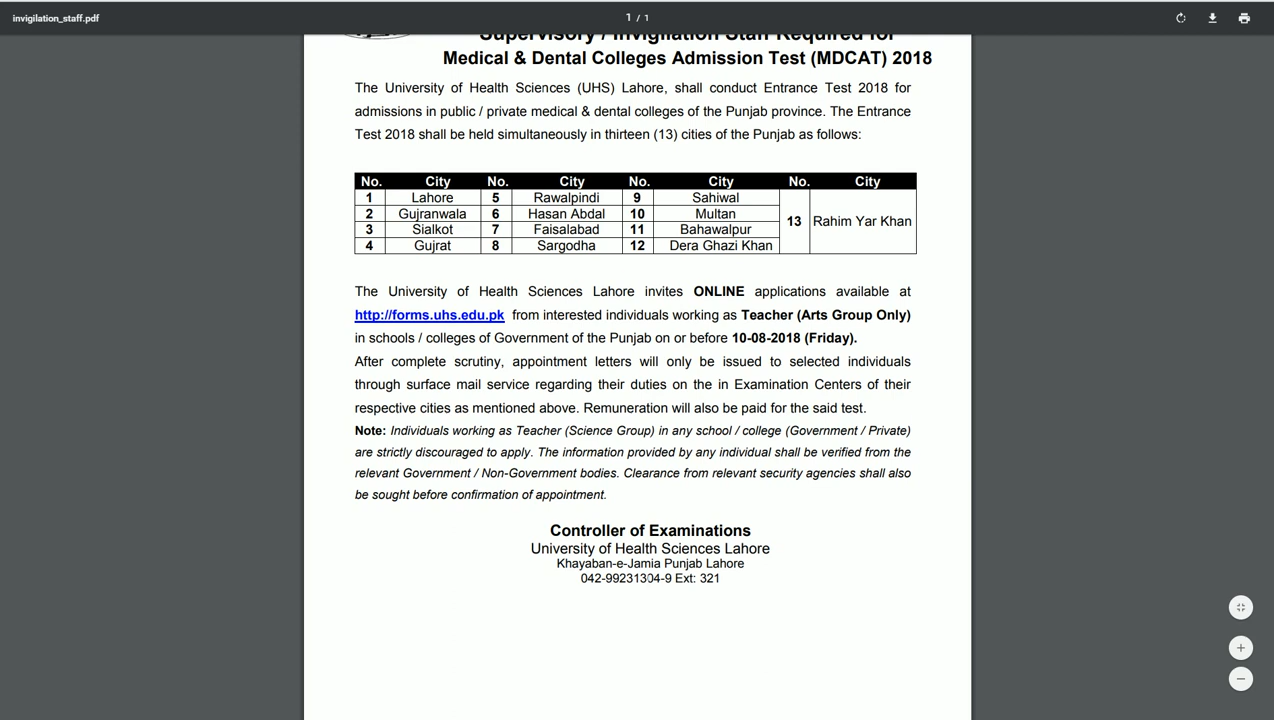 invigilation_staff.pdf
1 / 1
Supervisory / Invigilation Staff Required for
Medical & Dental Colleges Admission Test (MDCAT) 2018
The University of Health Sciences (UHS) Lahore, shall conduct Entrance Test 2018 for
admissions in public / private medical & dental colleges of the Punjab province. The Entrance
Test 2018 shall be held simultaneously in thirteen (13) cities of the Punjab as follows:
No. City No. City No. City No. City
1 Lahore 5 Rawalpindi 9 Sahiwal
2 Gujranwala 6 Hasan Abdal 10 Multan
13 Rahim Yar Khan
3 Sialkot 7 Faisalabad 11 Bahawalpur
4 Gujrat 8 Sargodha 12 Dera Ghazi Khan
The University of Health Sciences Lahore invites ONLINE applications available at
http://forms.uhs.edu.pk from interested individuals working as Teacher (Arts Group Only)
in schools / colleges of Government of the Punjab on or before 10-08-2018 (Friday).
After complete scrutiny, appointment letters will only be issued to selected individuals
through surface mail service regarding their duties on the in Examination Centers of their
respective cities as mentioned above. Remuneration will also be paid for the said test.
Note: Individuals working as Teacher (Science Group) in any school / college (Government / Private)
are strictly discouraged to apply. The information provided by any individual shall be verified from the
relevant Government / Non-Government bodies. Clearance from relevant security agencies shall also
be sought before confirmation of appointment.
Controller of Examinations
University of Health Sciences Lahore
Khayaban-e-Jamia Punjab Lahore
042-99231304-9 Ext: 321